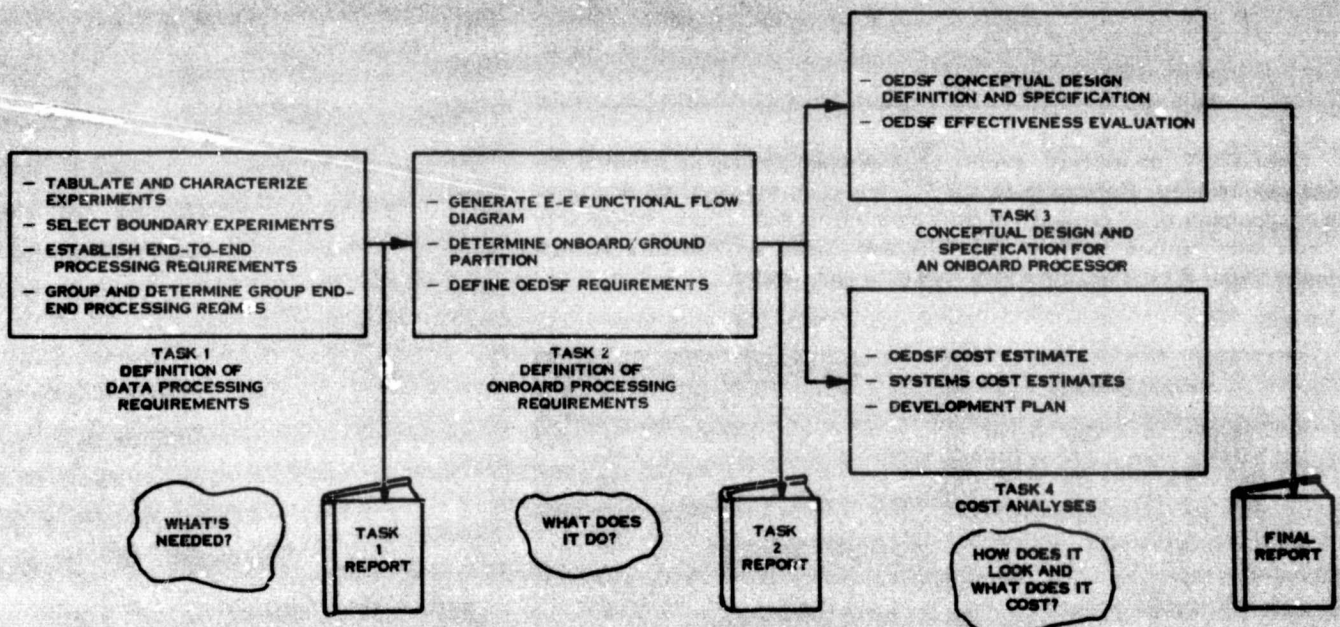 - TABULATE AND CHARACTERIZE
EXPERIMENTS
- SELECT BOUNDARY EXPERIMENTS
- ESTABLISH END-TO-END
PROCESSING REQUIREMENTS
- GROUP AND DETERMINE GROUP END-
END PROCESSING REQMTS
TASK 1
DEFINITION OF
DATA PROCESSING
REQUIREMENTS
WHAT'S
NEEDED?
TASK
1
REPORT
- GENERATE E-E FUNCTIONAL FLOW
DIAGRAM
- DETERMINE ONBOARD/GROUND
PARTITION
- DEFINE OEDSF REQUIREMENTS
TASK 2
DEFINITION OF
ONBOARD PROCESSING
REQUIREMENTS
WHAT DOES
IT DO?
TASK
2
REPORT
- OEDSF CONCEPTUAL DESIGN
DEFINITION AND SPECIFICATION
- OEDSF EFFECTIVENESS EVALUATION
TASK 3
CONCEPTUAL DESIGN AND
SPECIFICATION FOR
AN ONBOARD PROCESSOR
- OEDSF COST ESTIMATE
- SYSTEMS COST ESTIMATES
- DEVELOPMENT PLAN
TASK 4
COST ANALYSES
HOW DOES IT
LOOK AND
WHAT DOES IT
COST?
FINAL
REPORT